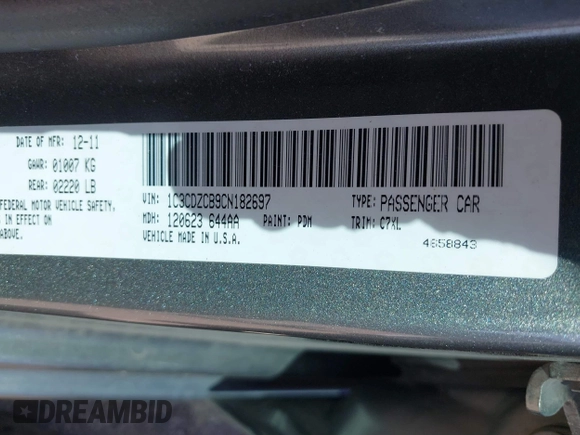 DATE OF MFR: 12-11
GAWR: 01007 KG
REAR: 02220 LB
FEDERAL MOTOR VEHICLE SAFETY,
S IN EFFECT ON
ABOVE.
VIN: 1C3CDZCB9CN182697 TYPE: PASSENGER CAR
MDH: 120623 644AA PAINT: PDM TRIM: C7XL
VEHICLE MADE IN U.S.A.
4658843
DREAMBID